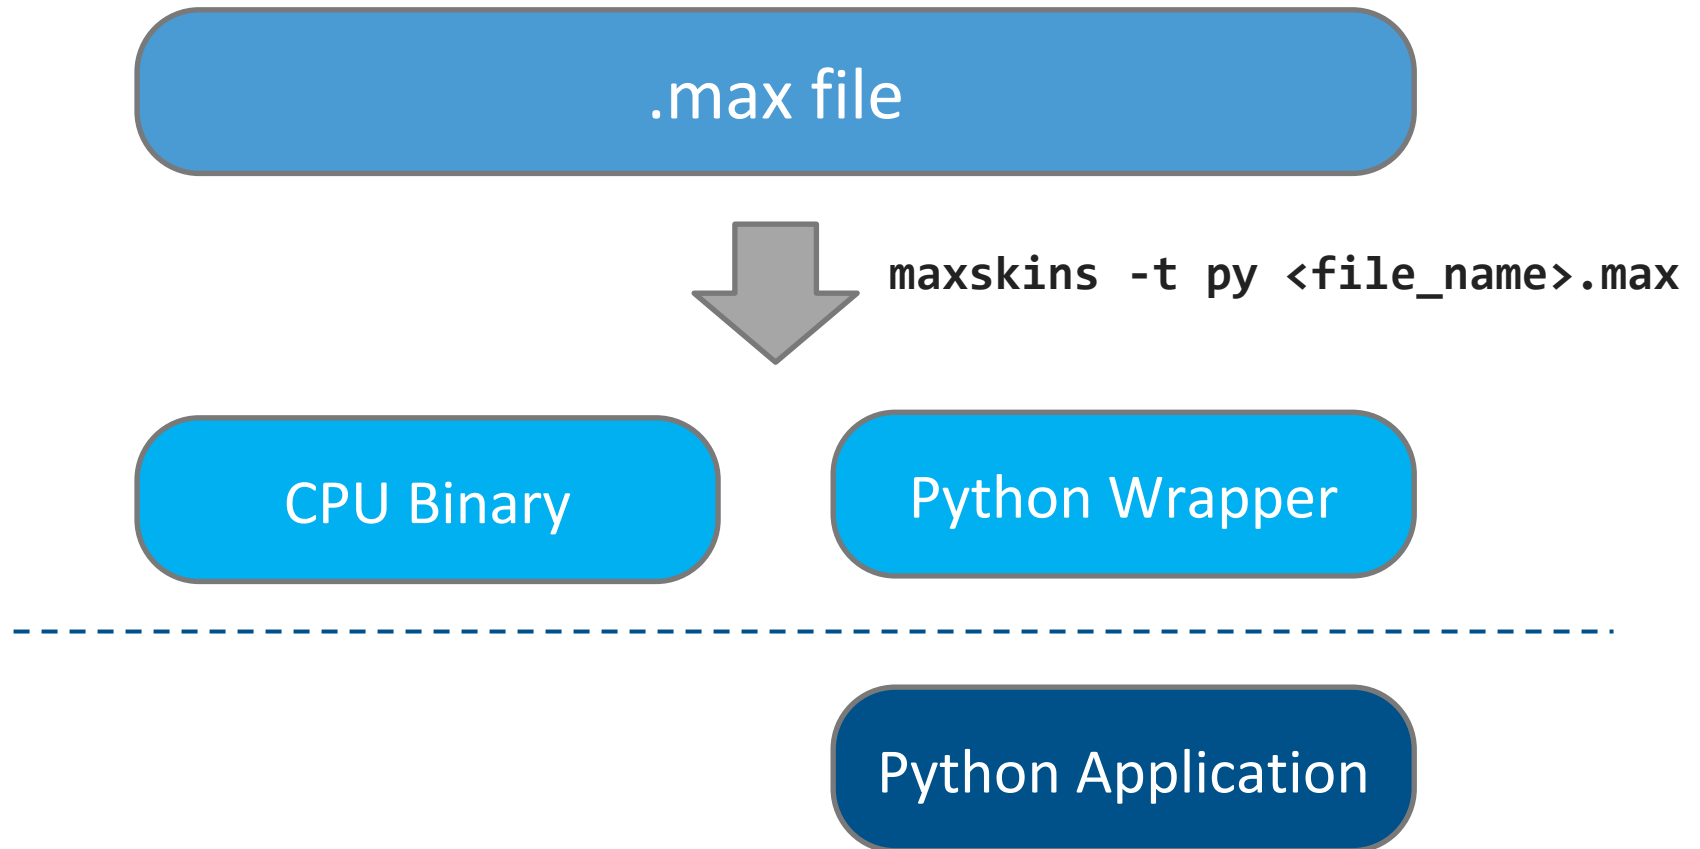 .max file
maxskins -t py <file_name>.max
CPU Binary
Python Wrapper
Python Application